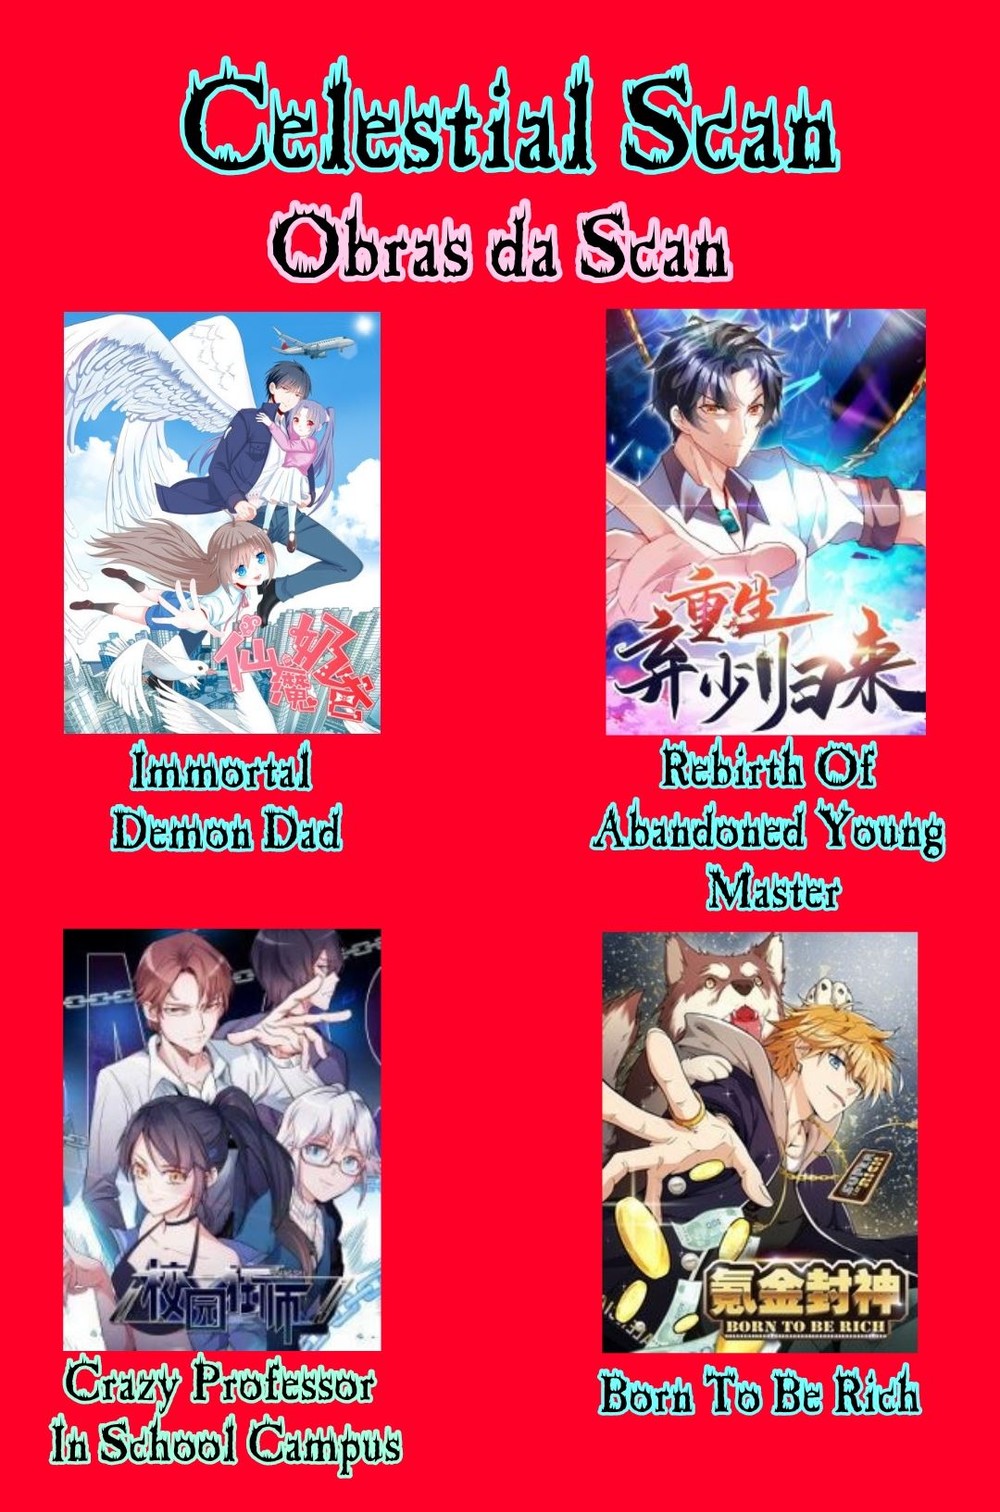 Celestial Scan
Obras da Scan
仙魔奶爸
重生
弃少归来
Immortal
Demon Dad
Rebirth Of
Abandoned Young
Master
校园狂师
氪金封神
BORN TO BE RICH
Crazy Professor
In School Campus
Born To Be Rich